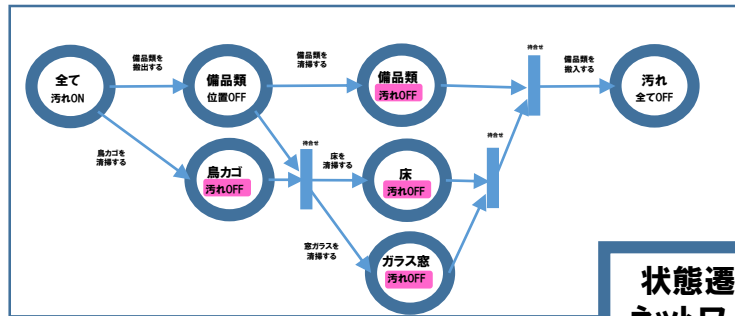 全て
汚れON
備品類を
搬出する
備品類
位置OFF
備品類を
清掃する
備品類
汚れOFF
待合せ
備品類を
搬入する
汚れ
全てOFF
鳥カゴを
清掃する
鳥カゴ
汚れOFF
待合せ
床を
清掃する
床
汚れOFF
待合せ
窓ガラスを
清掃する
ガラス窓
汚れOFF
状態遷
ネットワ